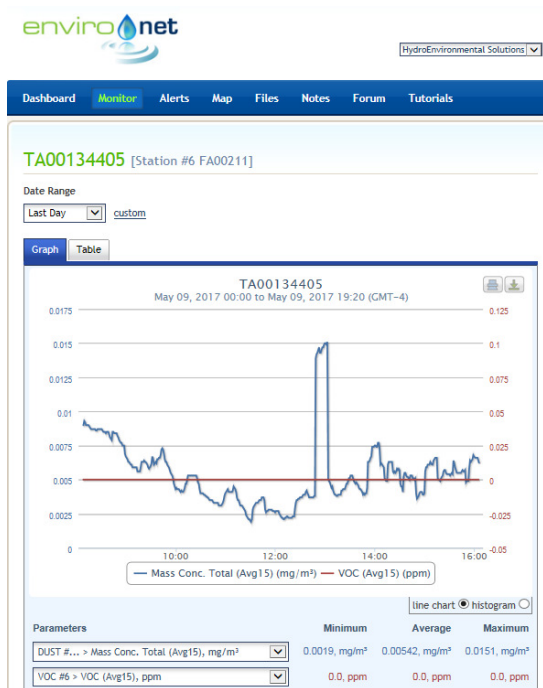 enviro net
HydroEnvironmental Solutions
Dashboard Monitor Alerts Map Files Notes Forum Tutorials
TA00134405 [Station #6 FA00211]
Date Range
Last Day custom
Graph Table
TA00134405
May 09, 2017 00:00 to May 09, 2017 19:20 (GMT-4)
0.0175 0.125
0.015 0.1
0.0125 0.075
0.01 0.05
0.0075 0.025
0.005 0
0.0025 -0.025
0 -0.05
10:00 12:00 14:00 16:00
Mass Conc. Total (Avg15) (mg/m³) VOC (Avg15) (ppm)
line chart histogram
Parameters Minimum Average Maximum
DUST #... > Mass Conc. Total (Avg15), mg/m³ 0.0019, mg/m³ 0.00542, mg/m³ 0.0151, mg/m³
VOC #6 > VOC (Avg15), ppm 0.0, ppm 0.0, ppm 0.0, ppm